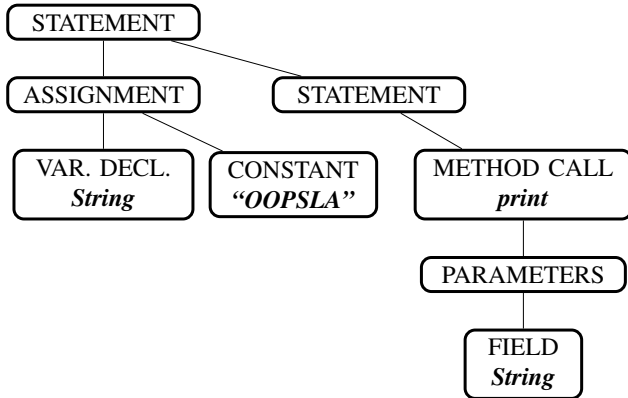 STATEMENT
ASSIGNMENT
STATEMENT
VAR. DECL.
String
CONSTANT
“OOPSLA”
METHOD CALL
print
PARAMETERS
FIELD
String